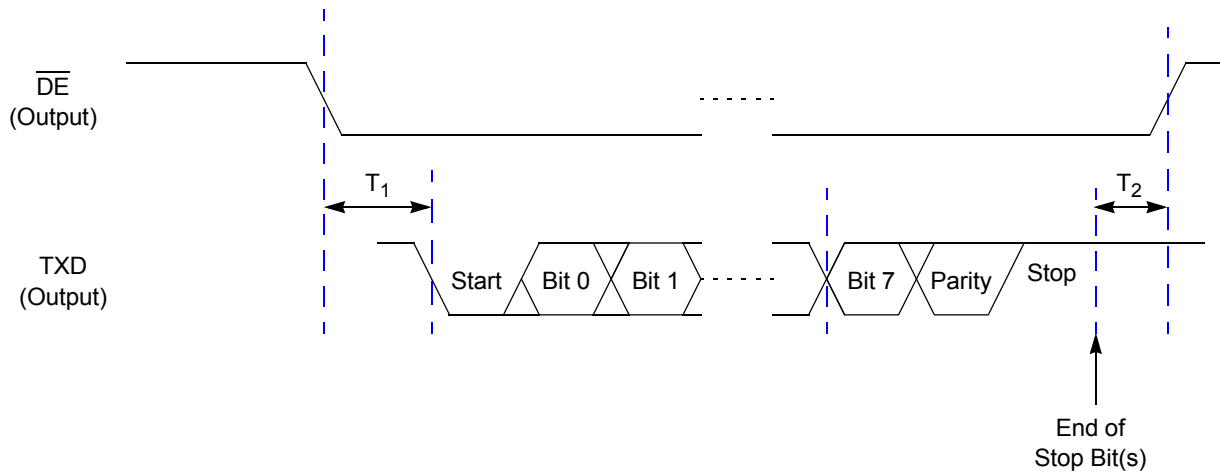 DE
(Output)
T1
T2
TXD
(Output)
Start
Bit 0
Bit 1
Bit 7
Parity
Stop
End of
Stop Bit(s)